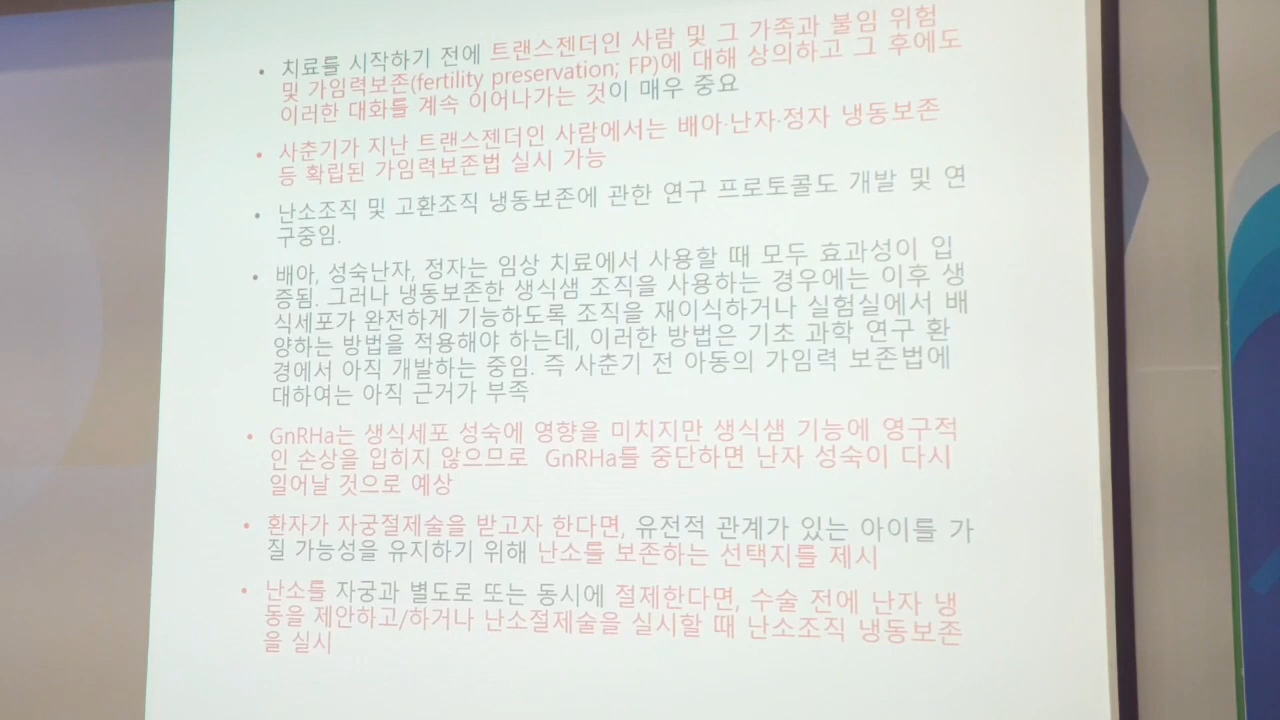 • 치료를 시작하기 전에 트랜스젠더인 사람 및 그 가족과 불임 위험
및 가임력보존(fertility preservation; FP)에 대해 상의하고 그 후에도
이러한 대화를 계속 이어나가는 것이 매우 중요
• 사춘기가 지난 트랜스젠더인 사람에서는 배아·난자·정자 냉동보존
등 확립된 가임력보존법 실시 가능
• 난소조직 및 고환조직 냉동보존에 관한 연구 프로토콜도 개발 및 연
구중임.
• 배아, 성숙난자, 정자는 임상 치료에서 사용할 때 모두 효과성이 입
증됨. 그러나 냉동보존한 생식샘 조직을 사용하는 경우에는 이후 생
식세포가 완전하게 기능하도록 조직을 재이식하거나 실험실에서 배
양하는 방법을 적용해야 하는데, 이러한 방법은 기초 과학 연구 환
경에서 아직 개발하는 중임. 즉 사춘기 전 아동의 가임력 보존법에
대하여는 아직 근거가 부족
• GnRHa는 생식세포 성숙에 영향을 미치지만 생식샘 기능에 영구적
인 손상을 입히지 않으므로 GnRHa를 중단하면 난자 성숙이 다시
일어날 것으로 예상
• 환자가 자궁절제술을 받고자 한다면, 유전적 관계가 있는 아이를 가
질 가능성을 유지하기 위해 난소를 보존하는 선택지를 제시
• 난소를 자궁과 별도로 또는 동시에 절제한다면, 수술 전에 난자 냉
동을 제안하고/하거나 난소절제술을 실시할 때 난소조직 냉동보존
을 실시